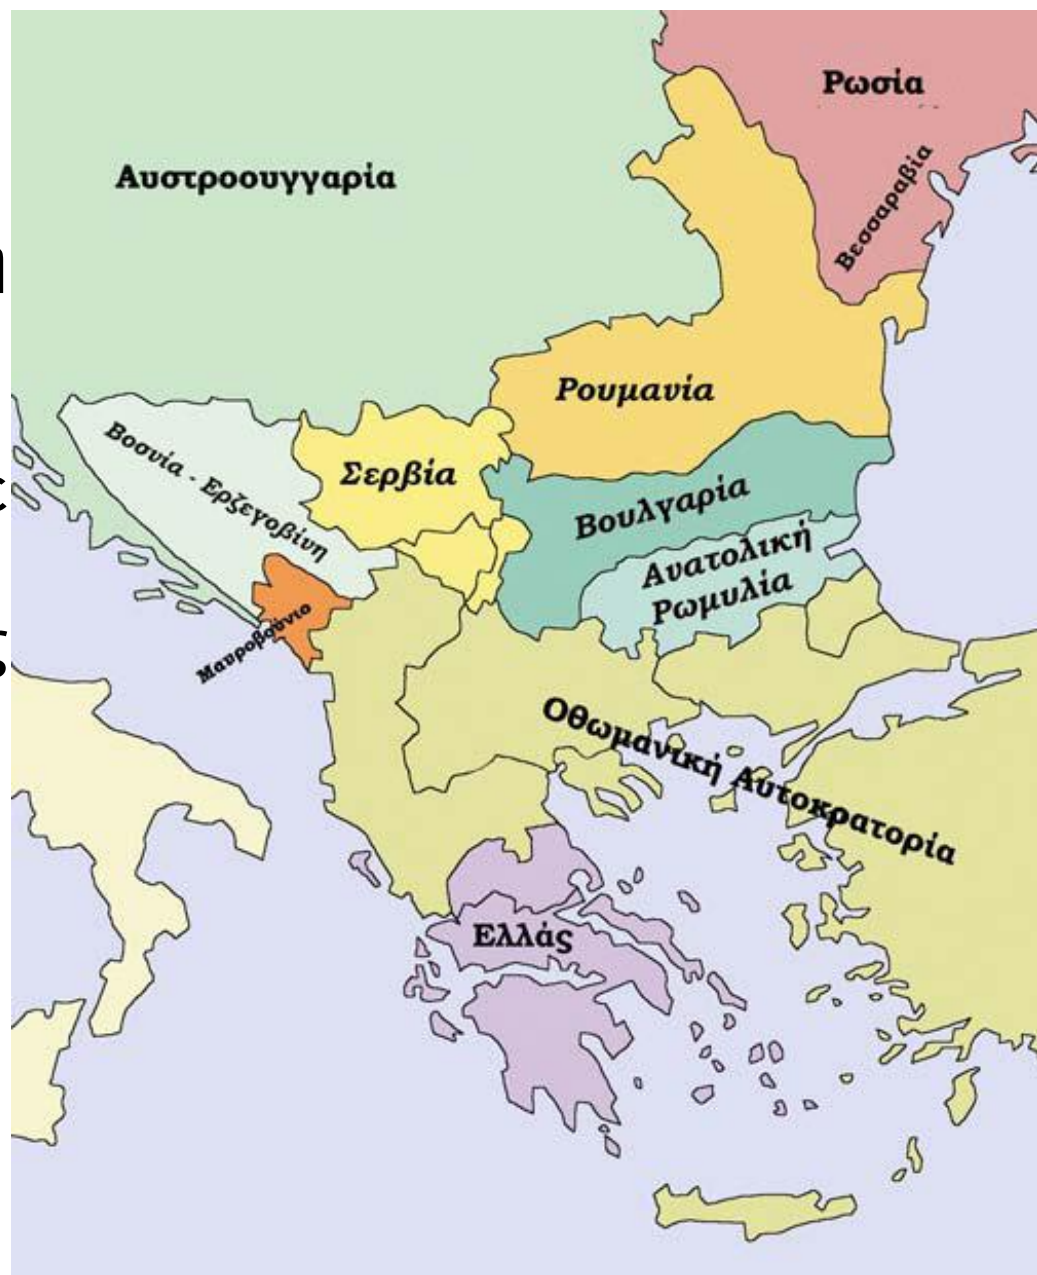 Ρωσία
Αυστροουγγαρία
Βεσσαραβία
Ρουμανία
Βοσνία - Ερζεγοβίνη
Σερβία
Βουλγαρία
Ανατολική
Ρωμυλία
Μαυροβούνιο
Οθωμανική Αυτοκρατορία
Ελλάς